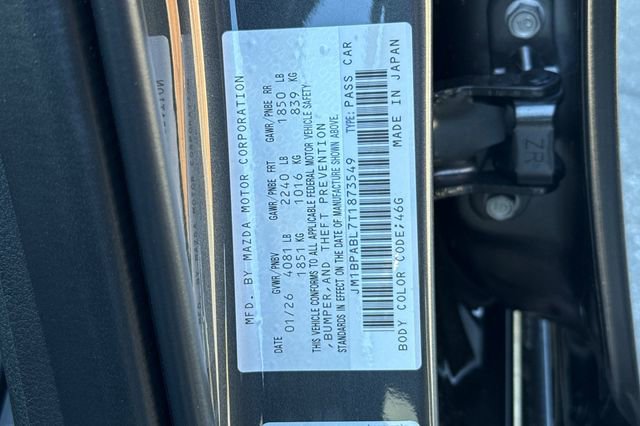 MFD. BY MAZDA MOTOR CORPORATION
GVWR/PNBV GAWR/PNBE FRT GAWR/PNBE RR
01/26 4081 LB 2240 LB 1850 LB
1851 KG 1016 KG 839 KG
THIS VEHICLE CONFORMS TO ALL APPLICABLE FEDERAL MOTOR VEHICLE SAFETY
,BUMPER,AND THEFT PREVENTION
STANDARDS IN EFFECT ON THE DATE OF MANUFACTURE SHOWN ABOVE
JM1BPABL7T1873549 TYPE:PASS CAR
BODY COLOR CODE;46G MADE IN JAPAN
ZR